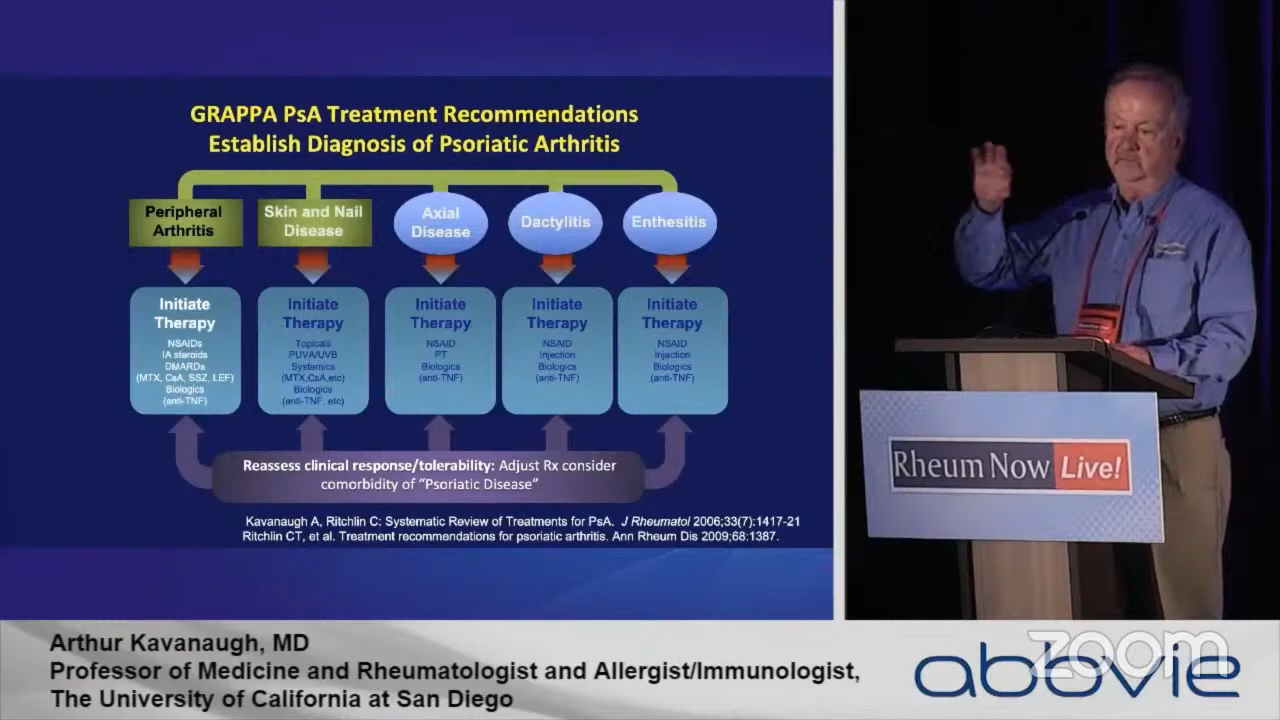 GRAPPA PsA Treatment Recommendations
Establish Diagnosis of Psoriatic Arthritis
Peripheral
Arthritis
Skin and Nail
Disease
Axial
Disease
Dactylitis
Enthesitis
Initiate
Therapy
NSAIDs
IA steroids
DMARDs
(MTX, CsA, SSZ, LEF)
Biologics
(anti-TNF)
Initiate
Therapy
Topicals
PUVA/UVB
Systemics
(MTX,CsA,etc)
Biologics
(anti-TNF, etc)
Initiate
Therapy
NSAID
PT
Biologics
(anti-TNF)
Initiate
Therapy
NSAID
Injection
Biologics
(anti-TNF)
Initiate
Therapy
NSAID
Injection
Biologics
(anti-TNF)
Reassess clinical response/tolerability: Adjust Rx consider
comorbidity of “Psoriatic Disease”
Kavanaugh A, Ritchlin C: Systematic Review of Treatments for PsA. J Rheumatol 2006;33(7):1417-21
Ritchlin CT, et al. Treatment recommendations for psoriatic arthritis. Ann Rheum Dis 2009;68:1387.
Rheum Now Live!
Arthur Kavanaugh, MD
Professor of Medicine and Rheumatologist and Allergist/Immunologist,
The University of California at San Diego
abbvie
zoom